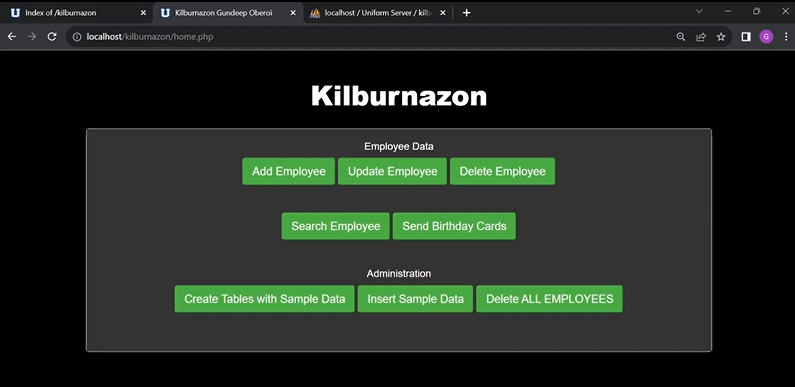 Index of /kilburnazon
Kilburnazon Gundeep Oberoi
localhost / Uniform Server / kilb
localhost/kilburnazon/home.php
G
Kilburnazon
Employee Data
Add Employee Update Employee Delete Employee
Search Employee Send Birthday Cards
Administration
Create Tables with Sample Data Insert Sample Data Delete ALL EMPLOYEES